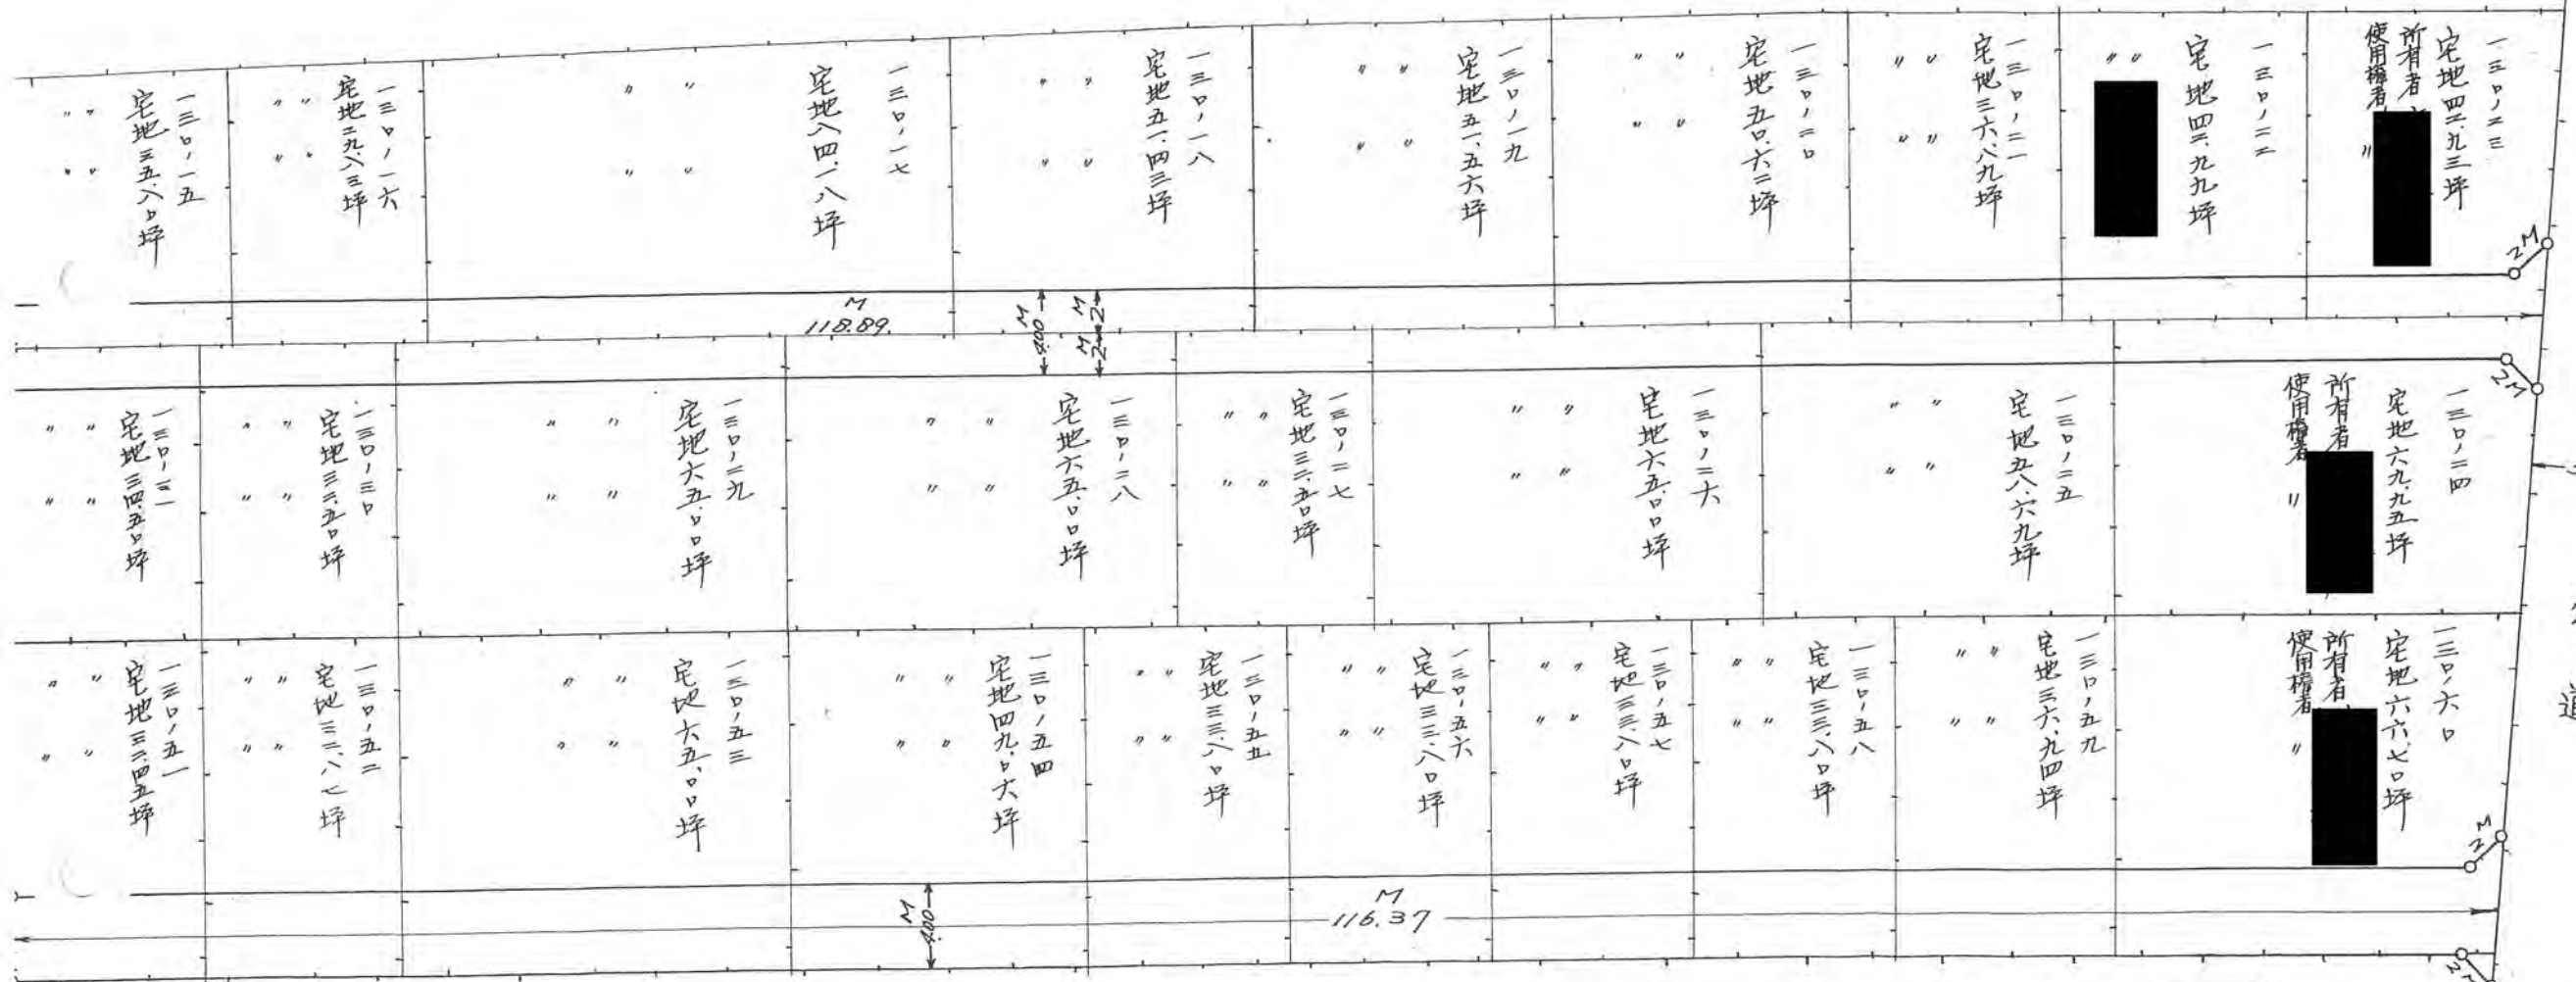 一三〇ノ二三
宅地四二.九三坪
所有者
使用権者 〃
一三〇ノ二二
宅地四二.九九坪
〃 〃
一三〇ノ二一
宅地三六.八九坪
〃 〃
〃 〃
一三〇ノ二〇
宅地五〇.六二坪
〃 〃
〃 〃
一三〇ノ一九
宅地五一.五六坪
〃 〃
〃 〃
一三〇ノ一八
宅地五一.四三坪
〃 〃
〃 〃
一三〇ノ一七
宅地八四.一八坪
〃 〃
〃 〃
一三〇ノ一六
宅地二九.八三坪
〃 〃
〃 〃
一三〇ノ一五
宅地三五.八〇坪
〃 〃
〃 〃
2M
M
118.89.
M
4.00
M
2
M
2
2M
一三〇ノ二四
宅地六九.九五坪
所有者
使用権者 〃
一三〇ノ二五
宅地五八.六九坪
〃 〃
〃 〃
一三〇ノ二六
宅地六五.〇〇坪
〃 〃
〃 〃
一三〇ノ二七
宅地三二.五〇坪
〃 〃
〃 〃
一三〇ノ二八
宅地六五.〇〇坪
〃 〃
〃 〃
一三〇ノ二九
宅地六五.〇〇坪
〃 〃
〃 〃
一三〇ノ三〇
宅地三二.五〇坪
〃 〃
〃 〃
一三〇ノ三一
宅地三四.五〇坪
〃 〃
〃 〃
一三〇ノ六〇
宅地六六.七〇坪
所有者
使用権者 〃
一三〇ノ五九
宅地三六.九四坪
〃 〃
〃 〃
一三〇ノ五八
宅地三三.八〇坪
〃 〃
〃 〃
一三〇ノ五七
宅地三三.八〇坪
〃 〃
〃 〃
一三〇ノ五六
宅地三三.八〇坪
〃 〃
〃 〃
一三〇ノ五五
宅地三三.八〇坪
〃 〃
〃 〃
一三〇ノ五四
宅地四九.〇六坪
〃 〃
〃 〃
一三〇ノ五三
宅地六五.〇〇坪
〃 〃
〃 〃
一三〇ノ五二
宅地三二.八七坪
〃 〃
〃 〃
一三〇ノ五一
宅地三二.四五坪
〃 〃
〃 〃
道
2M
M
4.00
M
116.37